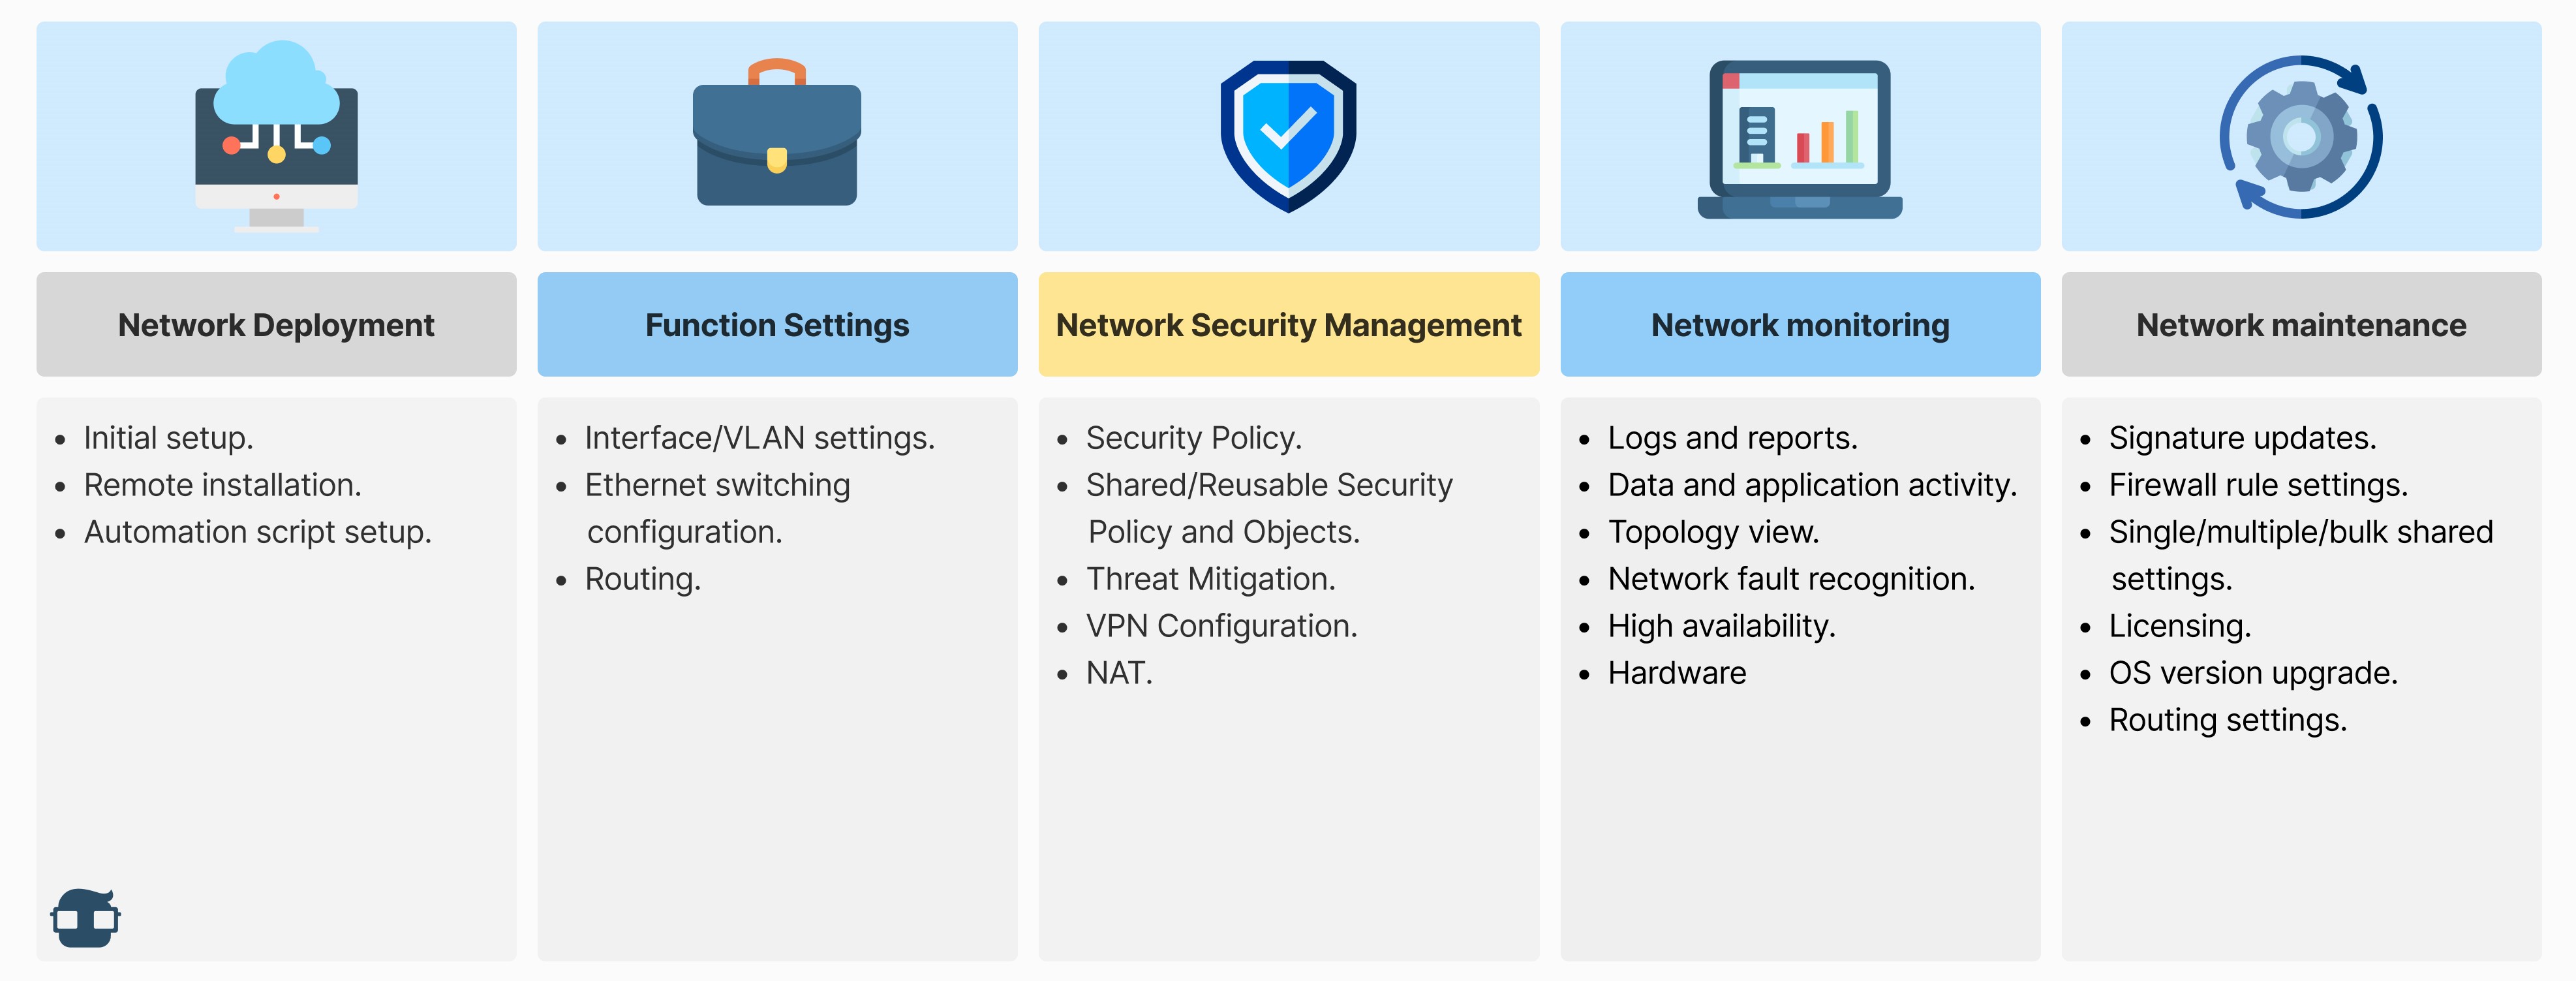 Network Deployment
Function Settings
Network Security Management
Network monitoring
Network maintenance
• Initial setup.
• Remote installation.
• Automation script setup.
• Interface/VLAN settings.
• Ethernet switching
configuration.
• Routing.
• Security Policy.
• Shared/Reusable Security
Policy and Objects.
• Threat Mitigation.
• VPN Configuration.
• NAT.
• Logs and reports.
• Data and application activity.
• Topology view.
• Network fault recognition.
• High availability.
• Hardware
• Signature updates.
• Firewall rule settings.
• Single/multiple/bulk shared
settings.
• Licensing.
• OS version upgrade.
• Routing settings.